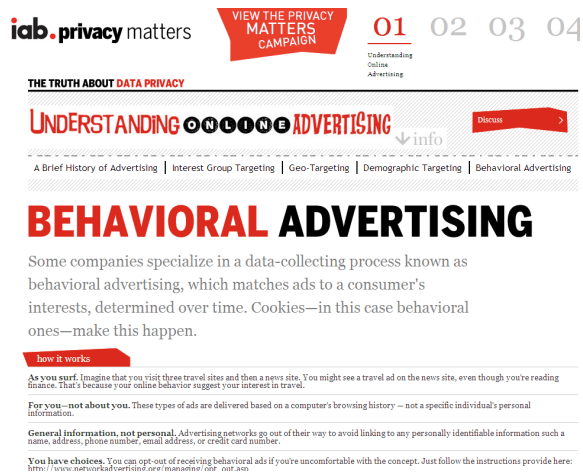 iab. privacy matters
VIEW THE PRIVACY
MATTERS
CAMPAIGN
01 02 03 04
Understanding
Online
Advertising
THE TRUTH ABOUT DATA PRIVACY
UNDERSTANDING ONLINE ADVERTISING
info
Discuss
A Brief History of Advertising | Interest Group Targeting | Geo-Targeting | Demographic Targeting | Behavioral Advertising
BEHAVIORAL ADVERTISING
Some companies specialize in a data-collecting process known as
behavioral advertising, which matches ads to a consumer's
interests, determined over time. Cookies—in this case behavioral
ones—make this happen.
how it works
As you surf. Imagine that you visit three travel sites and then a news site. You might see a travel ad on the news site, even though you're reading
finance. That's because your online behavior suggest your interest in travel.
For you—not about you. These types of ads are delivered based on a computer's browsing history — not a specific individual's personal
information.
General information, not personal. Advertising networks go out of their way to avoid linking to any personally identifiable information such a
name, address, phone number, email address, or credit card number.
You have choices. You can opt-out of receiving behavioral ads if you're uncomfortable with the concept. Just follow the instructions provide here:
http://www.networkadvertising.org/managing/opt_out.asp